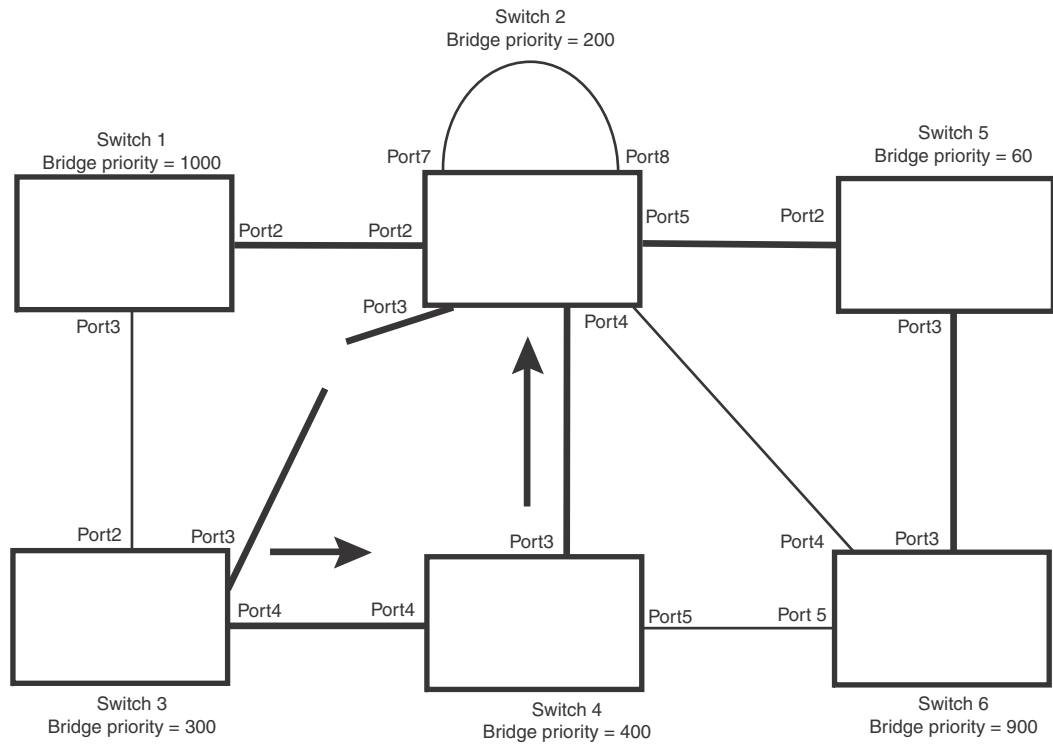 Switch 2
Bridge priority = 200
Switch 1
Bridge priority = 1000
Switch 5
Bridge priority = 60
Port7
Port8
Port2
Port2
Port5
Port2
Port3
Port3
Port4
Port3
Port2
Port3
Port3
Port4
Port3
Port4
Port4
Port5
Port 5
Switch 3
Bridge priority = 300
Switch 4
Bridge priority = 400
Switch 6
Bridge priority = 900